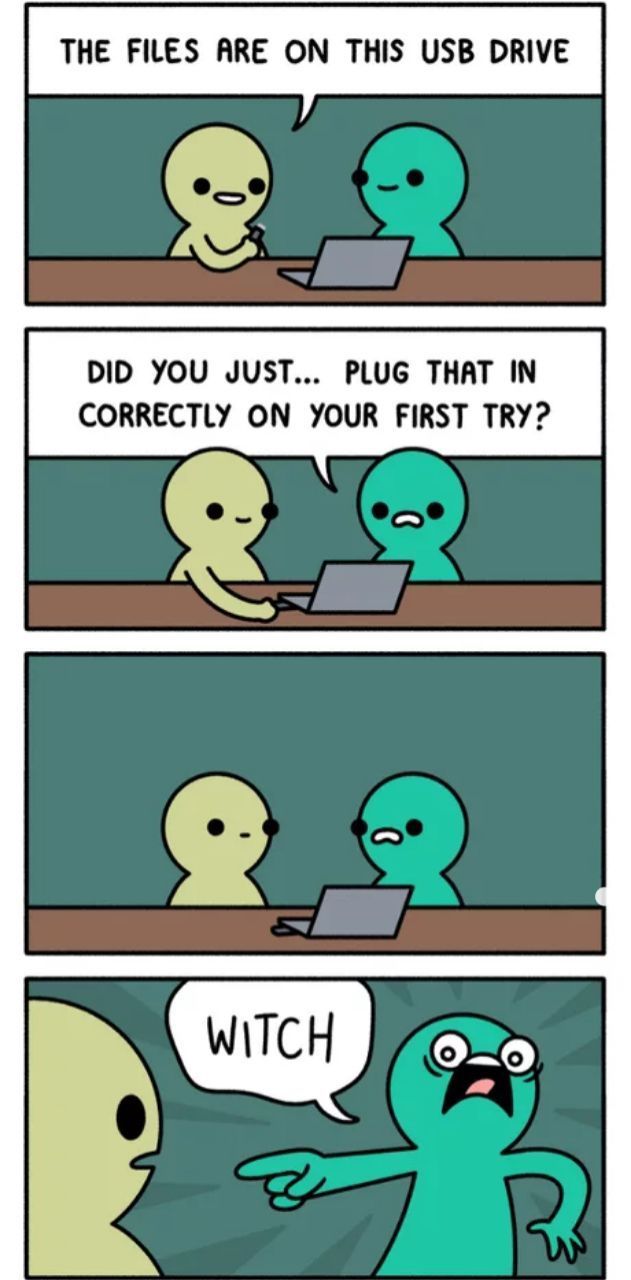 THE FILES ARE ON THIS USB DRIVE
DID YOU JUST... PLUG THAT IN
CORRECTLY ON YOUR FIRST TRY?
WITCH